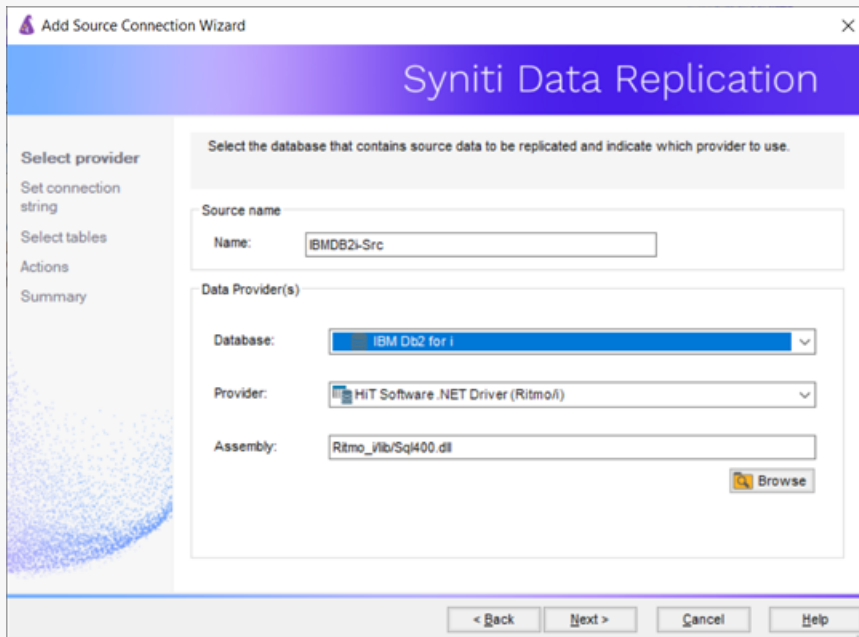 Add Source Connection Wizard
Syniti Data Replication
Select provider
Set connection
string
Select tables
Actions
Summary
Select the database that contains source data to be replicated and indicate which provider to use.
Source name
Name:
IBMDB2i-Src
Data Provider(s)
Database:
IBM Db2 for i
Provider:
HiT Software .NET Driver (Ritmo/i)
Assembly:
Ritmo_i/lib/Sql400.dll
Browse
< Back
Next >
Cancel
Help